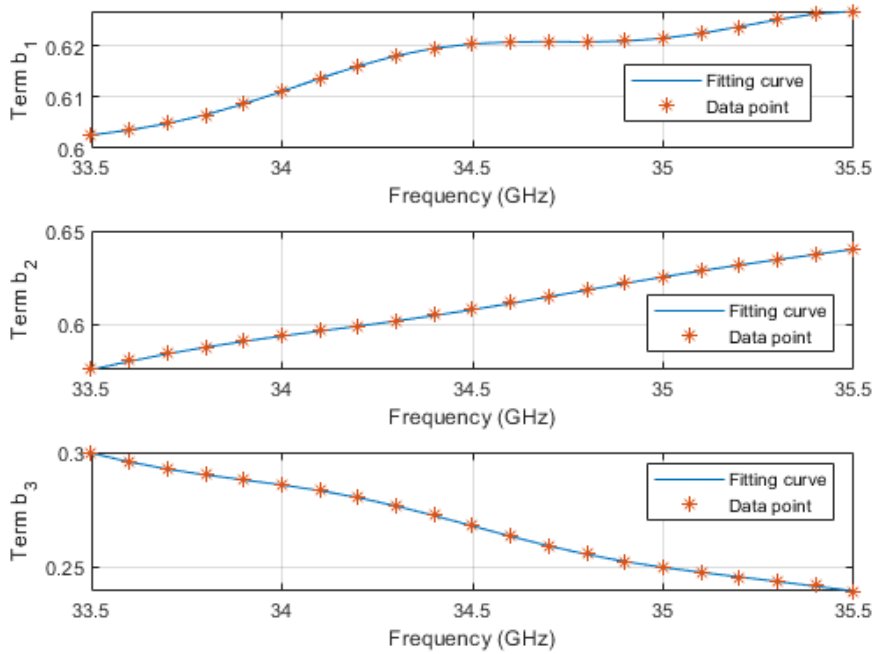 0.62
0.61
0.6
Term b1
Fitting curve
Data point
33.5 34 34.5 35 35.5
Frequency (GHz)
0.65
0.6
Term b2
Fitting curve
Data point
33.5 34 34.5 35 35.5
Frequency (GHz)
0.3
0.25
Term b3
Fitting curve
Data point
33.5 34 34.5 35 35.5
Frequency (GHz)